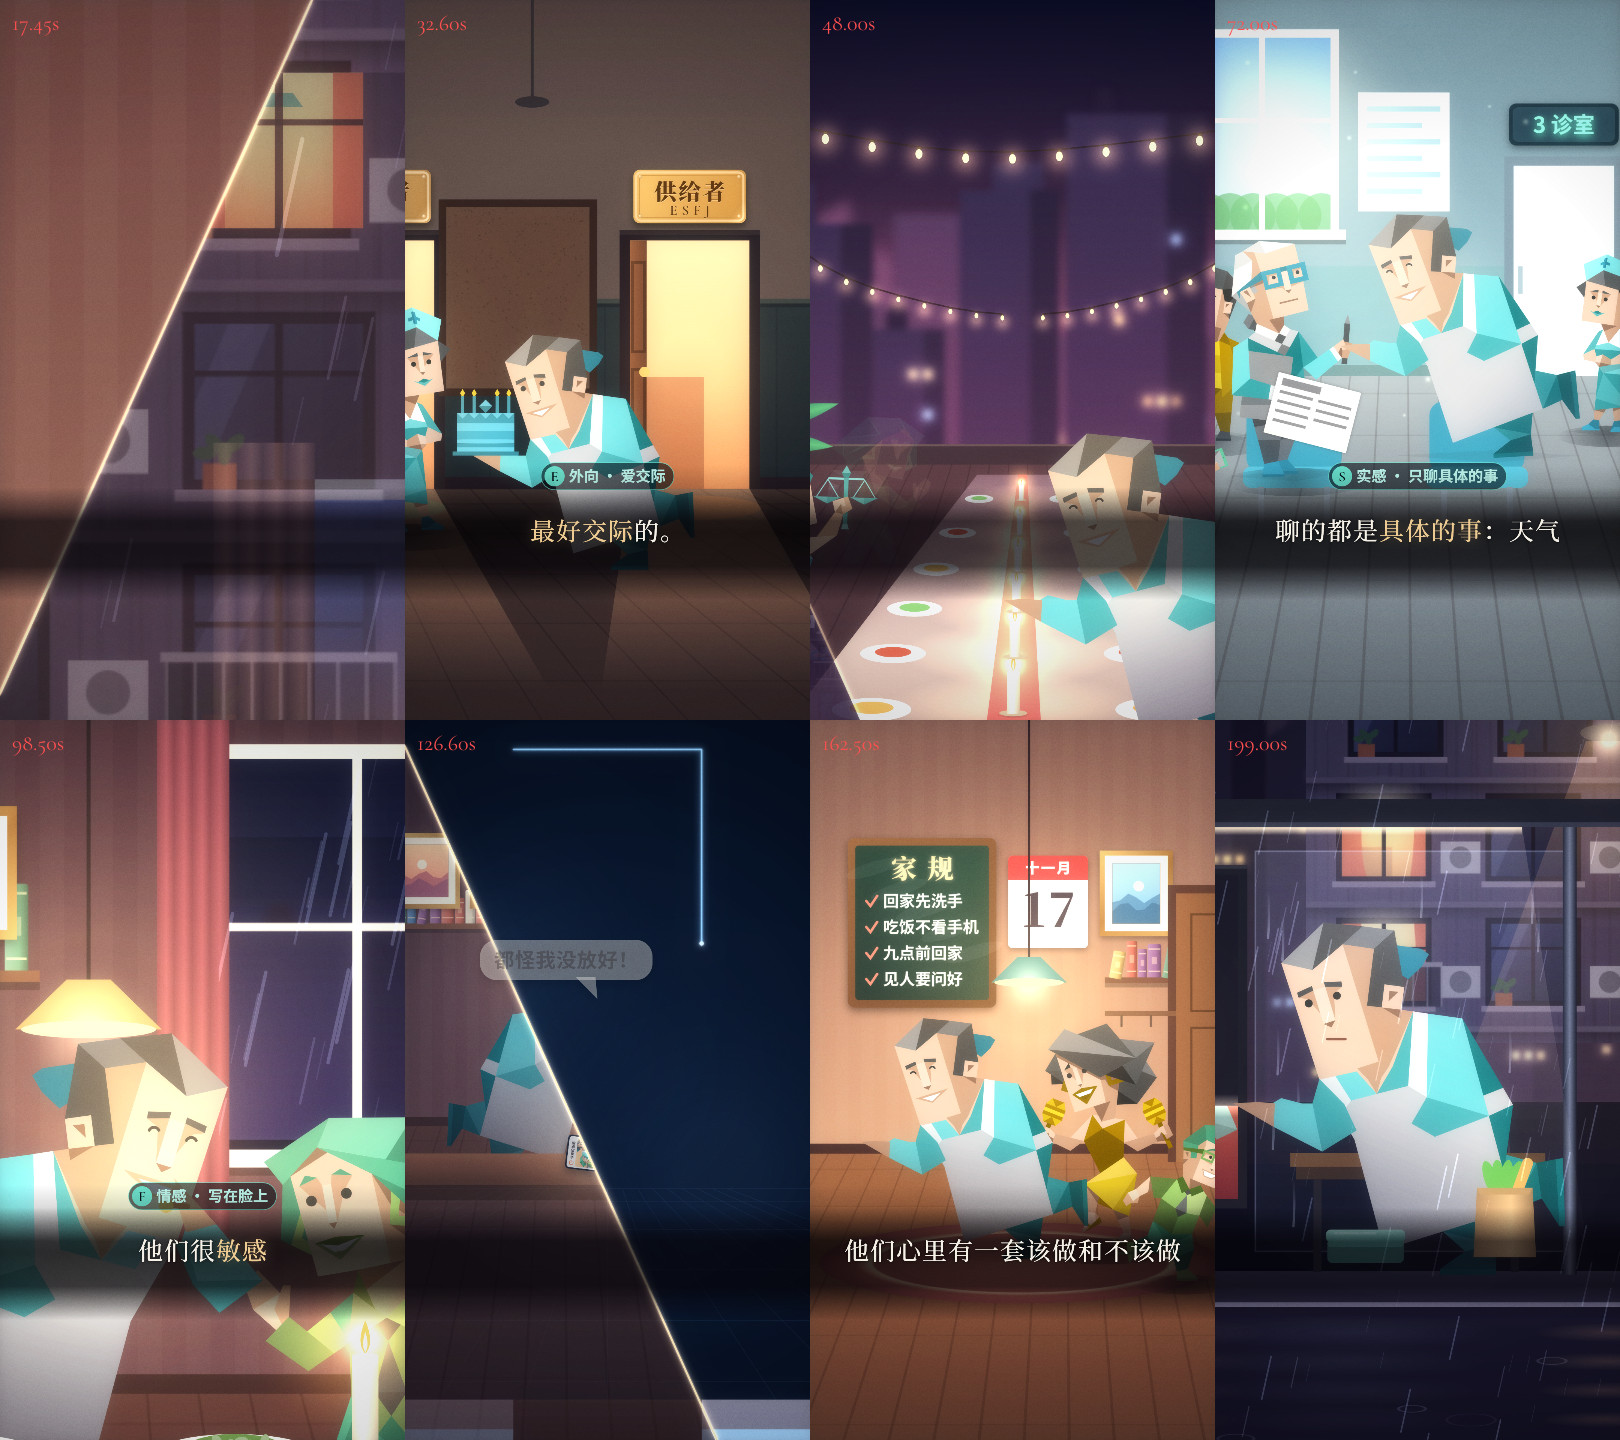 17.45s
32.60s
供给者
ESFJ
E 外向 · 爱交际
最好交际的。
48.00s
72.00s
3 诊室
S 实感 · 只聊具体的事
聊的都是具体的事：天气
98.50s
F 情感 · 写在脸上
他们很敏感
126.60s
都怪我没放好！
162.50s
家规
回家先洗手
吃饭不看手机
九点前回家
见人要问好
十一月
17
他们心里有一套该做和不该做
199.00s